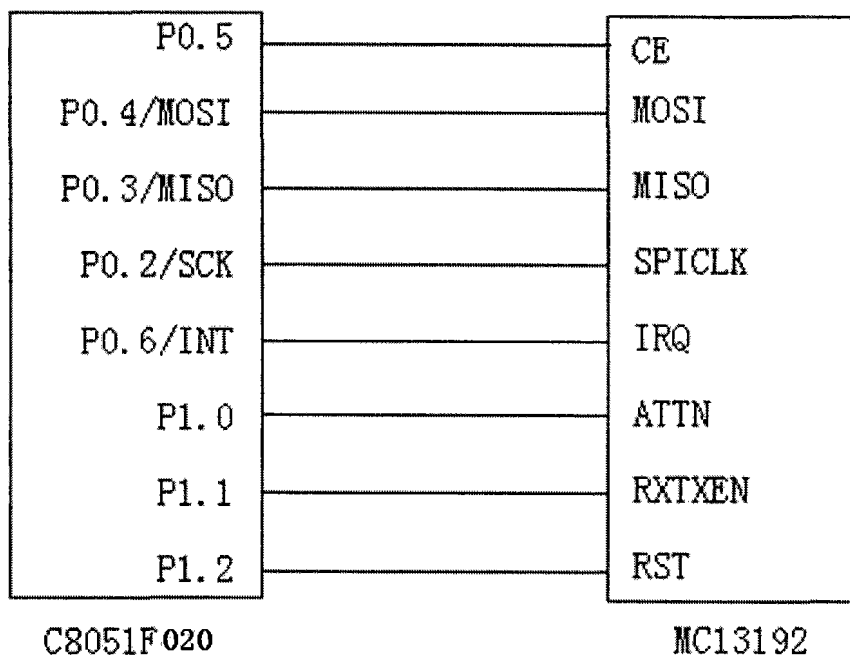 P0.5 CE
P0.4/MOSI MOSI
P0.3/MISO MISO
P0.2/SCK SPICLK
P0.6/INT IRQ
P1.0 ATTN
P1.1 RXTXEN
P1.2 RST
C8051F020 MC13192